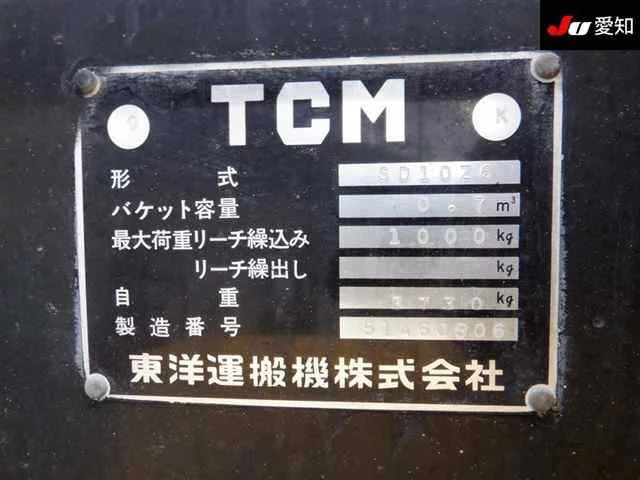 JU 愛知
TCM
O K
形式 SD10Z6
バケット容量 0.7 m³
最大荷重リーチ繰込み 1000 kg
リーチ繰出し kg
自重 3730 kg
製造番号
東洋運搬機株式会社